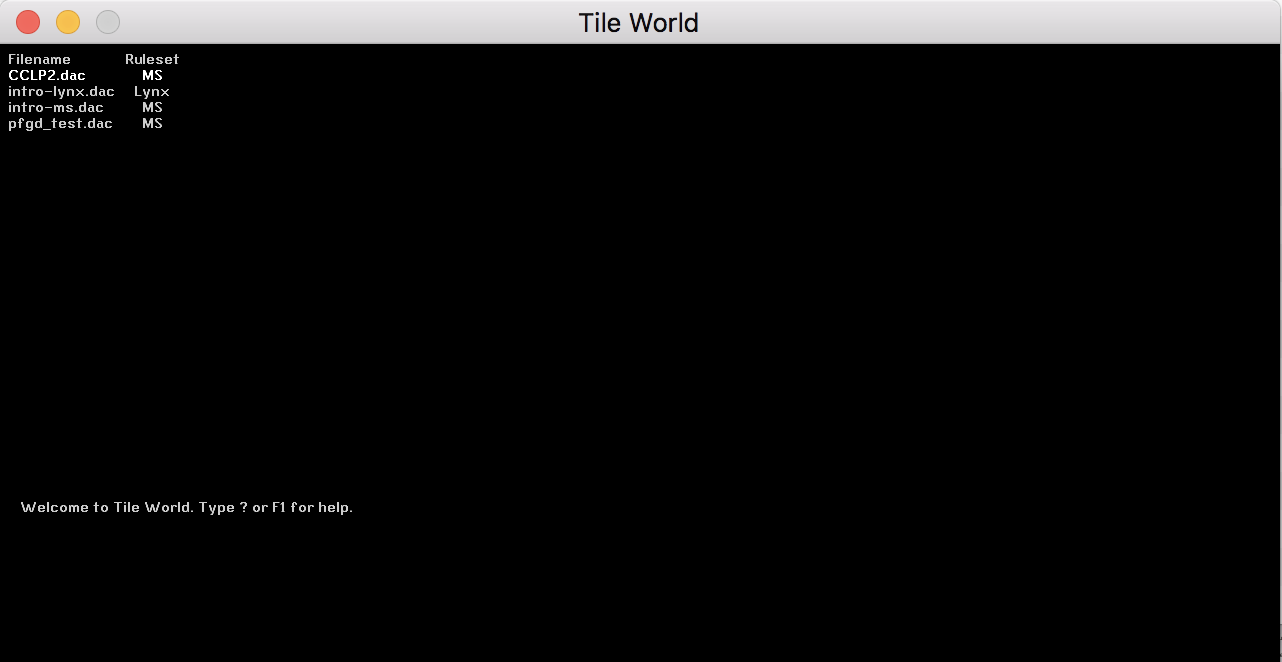 Tile World
Filename Ruleset
CCLP2.dac MS
intro-lynx.dac Lynx
intro-ms.dac MS
pfgd_test.dac MS
Welcome to Tile World. Type ? or F1 for help.